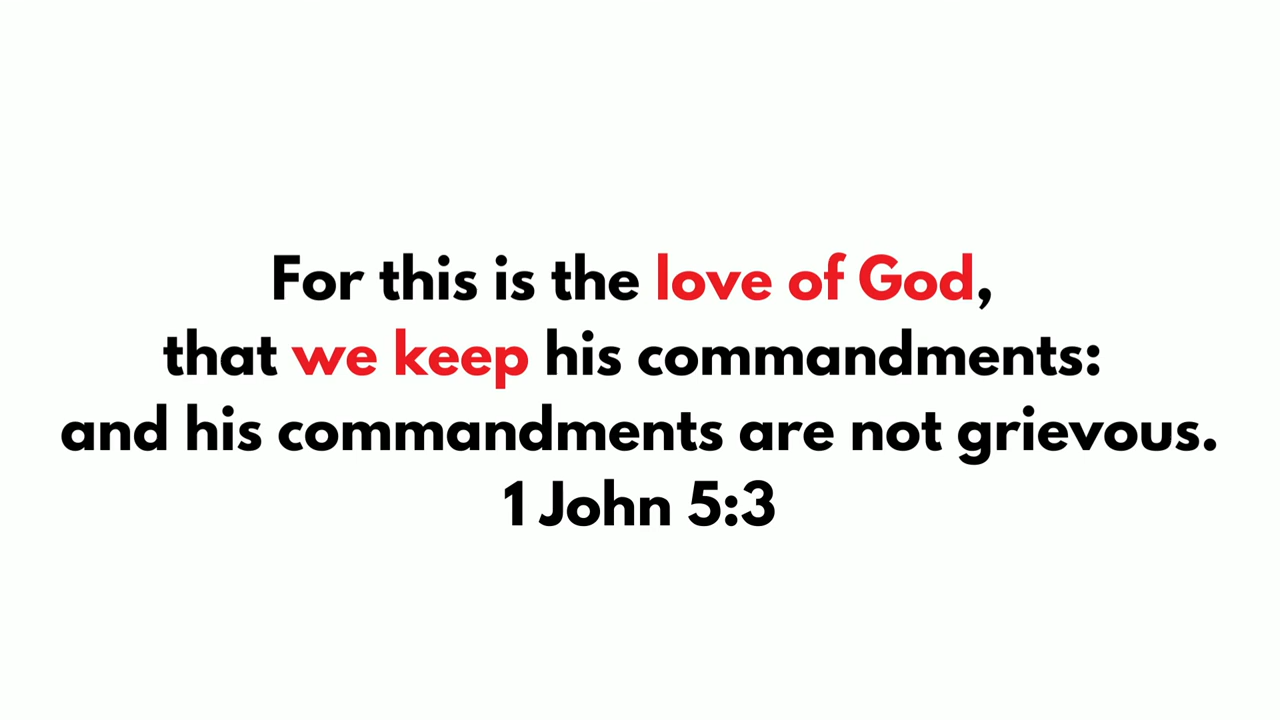 For this is the love of God,
that we keep his commandments:
and his commandments are not grievous.
1 John 5:3